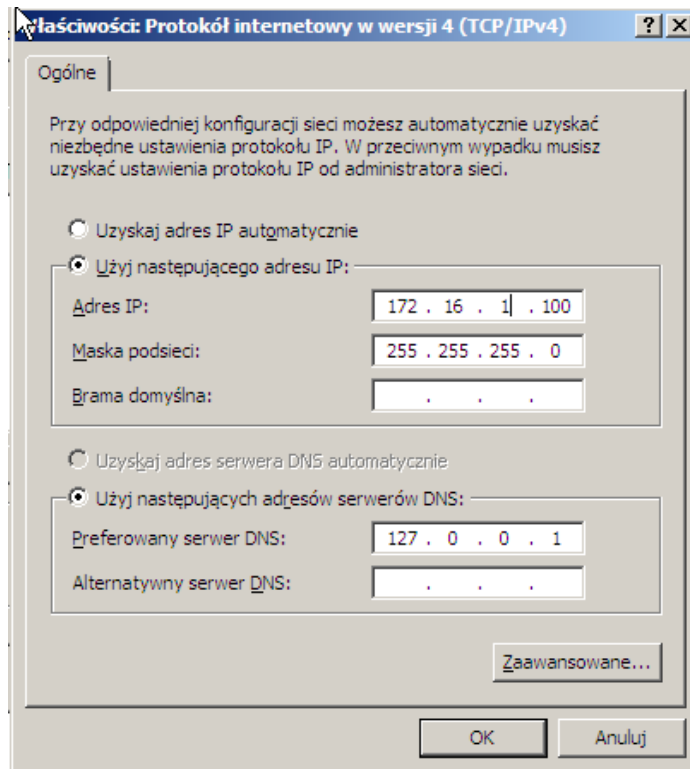 Właściwości: Protokół internetowy w wersji 4 (TCP/IPv4)
Ogólne
Przy odpowiedniej konfiguracji sieci możesz automatycznie uzyskać
niezbędne ustawienia protokołu IP. W przeciwnym wypadku musisz
uzyskać ustawienia protokołu IP od administratora sieci.
Uzyskaj adres IP automatycznie
Użyj następującego adresu IP:
Adres IP: 172 . 16 . 1 . 100
Maska podsieci: 255 . 255 . 255 . 0
Brama domyślna: . . .
Uzyskaj adres serwera DNS automatycznie
Użyj następujących adresów serwerów DNS:
Preferowany serwer DNS: 127 . 0 . 0 . 1
Alternatywny serwer DNS: . . .
Zaawansowane...
OK Anuluj